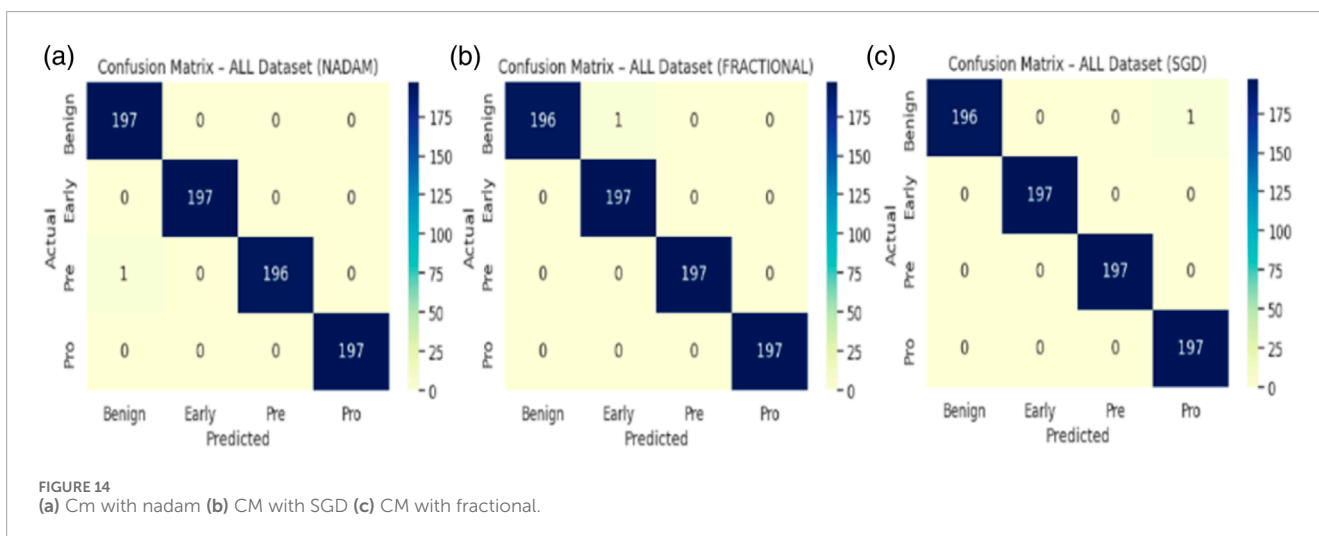 (a)
Confusion Matrix – ALL Dataset (NADAM)
Actual
Benign 197 0 0 0
Early 0 197 0 0
Pre 1 0 196 0
Pro 0 0 0 197
Benign Early Pre Pro
Predicted
175
150
125
100
75
50
25
0
(b)
Confusion Matrix – ALL Dataset (FRACTIONAL)
Actual
Benign 196 1 0 0
Early 0 197 0 0
Pre 0 0 197 0
Pro 0 0 0 197
Benign Early Pre Pro
Predicted
175
150
125
100
75
50
25
0
(c)
Confusion Matrix – ALL Dataset (SGD)
Actual
Benign 196 0 0 1
Early 0 197 0 0
Pre 0 0 197 0
Pro 0 0 0 197
Benign Early Pre Pro
Predicted
175
150
125
100
75
50
25
0
FIGURE 14
(a) Cm with nadam (b) CM with SGD (c) CM with fractional.